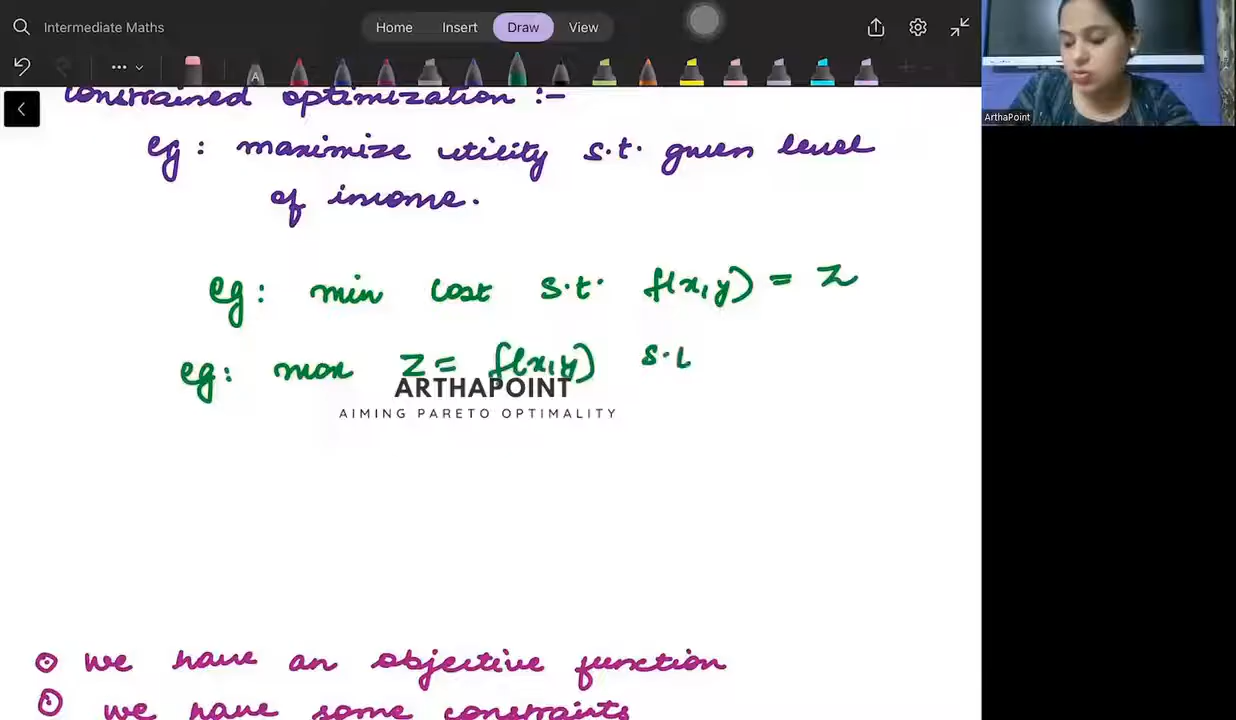 Intermediate Maths
Home Insert Draw View
A
ArthaPoint
constrained optimization :-
eg : maximize utility s.t. given level
of income.
eg : min cost s.t. f(x,y) = Z
eg : max Z = f(x,y) s.t
ARTHAPOINT
AIMING PARETO OPTIMALITY
we have an objective function
we have some constraints